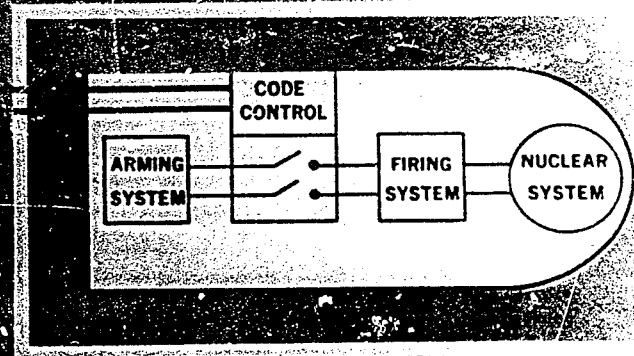 CODE
CONTROL
ARMING
SYSTEM
FIRING
SYSTEM
NUCLEAR
SYSTEM